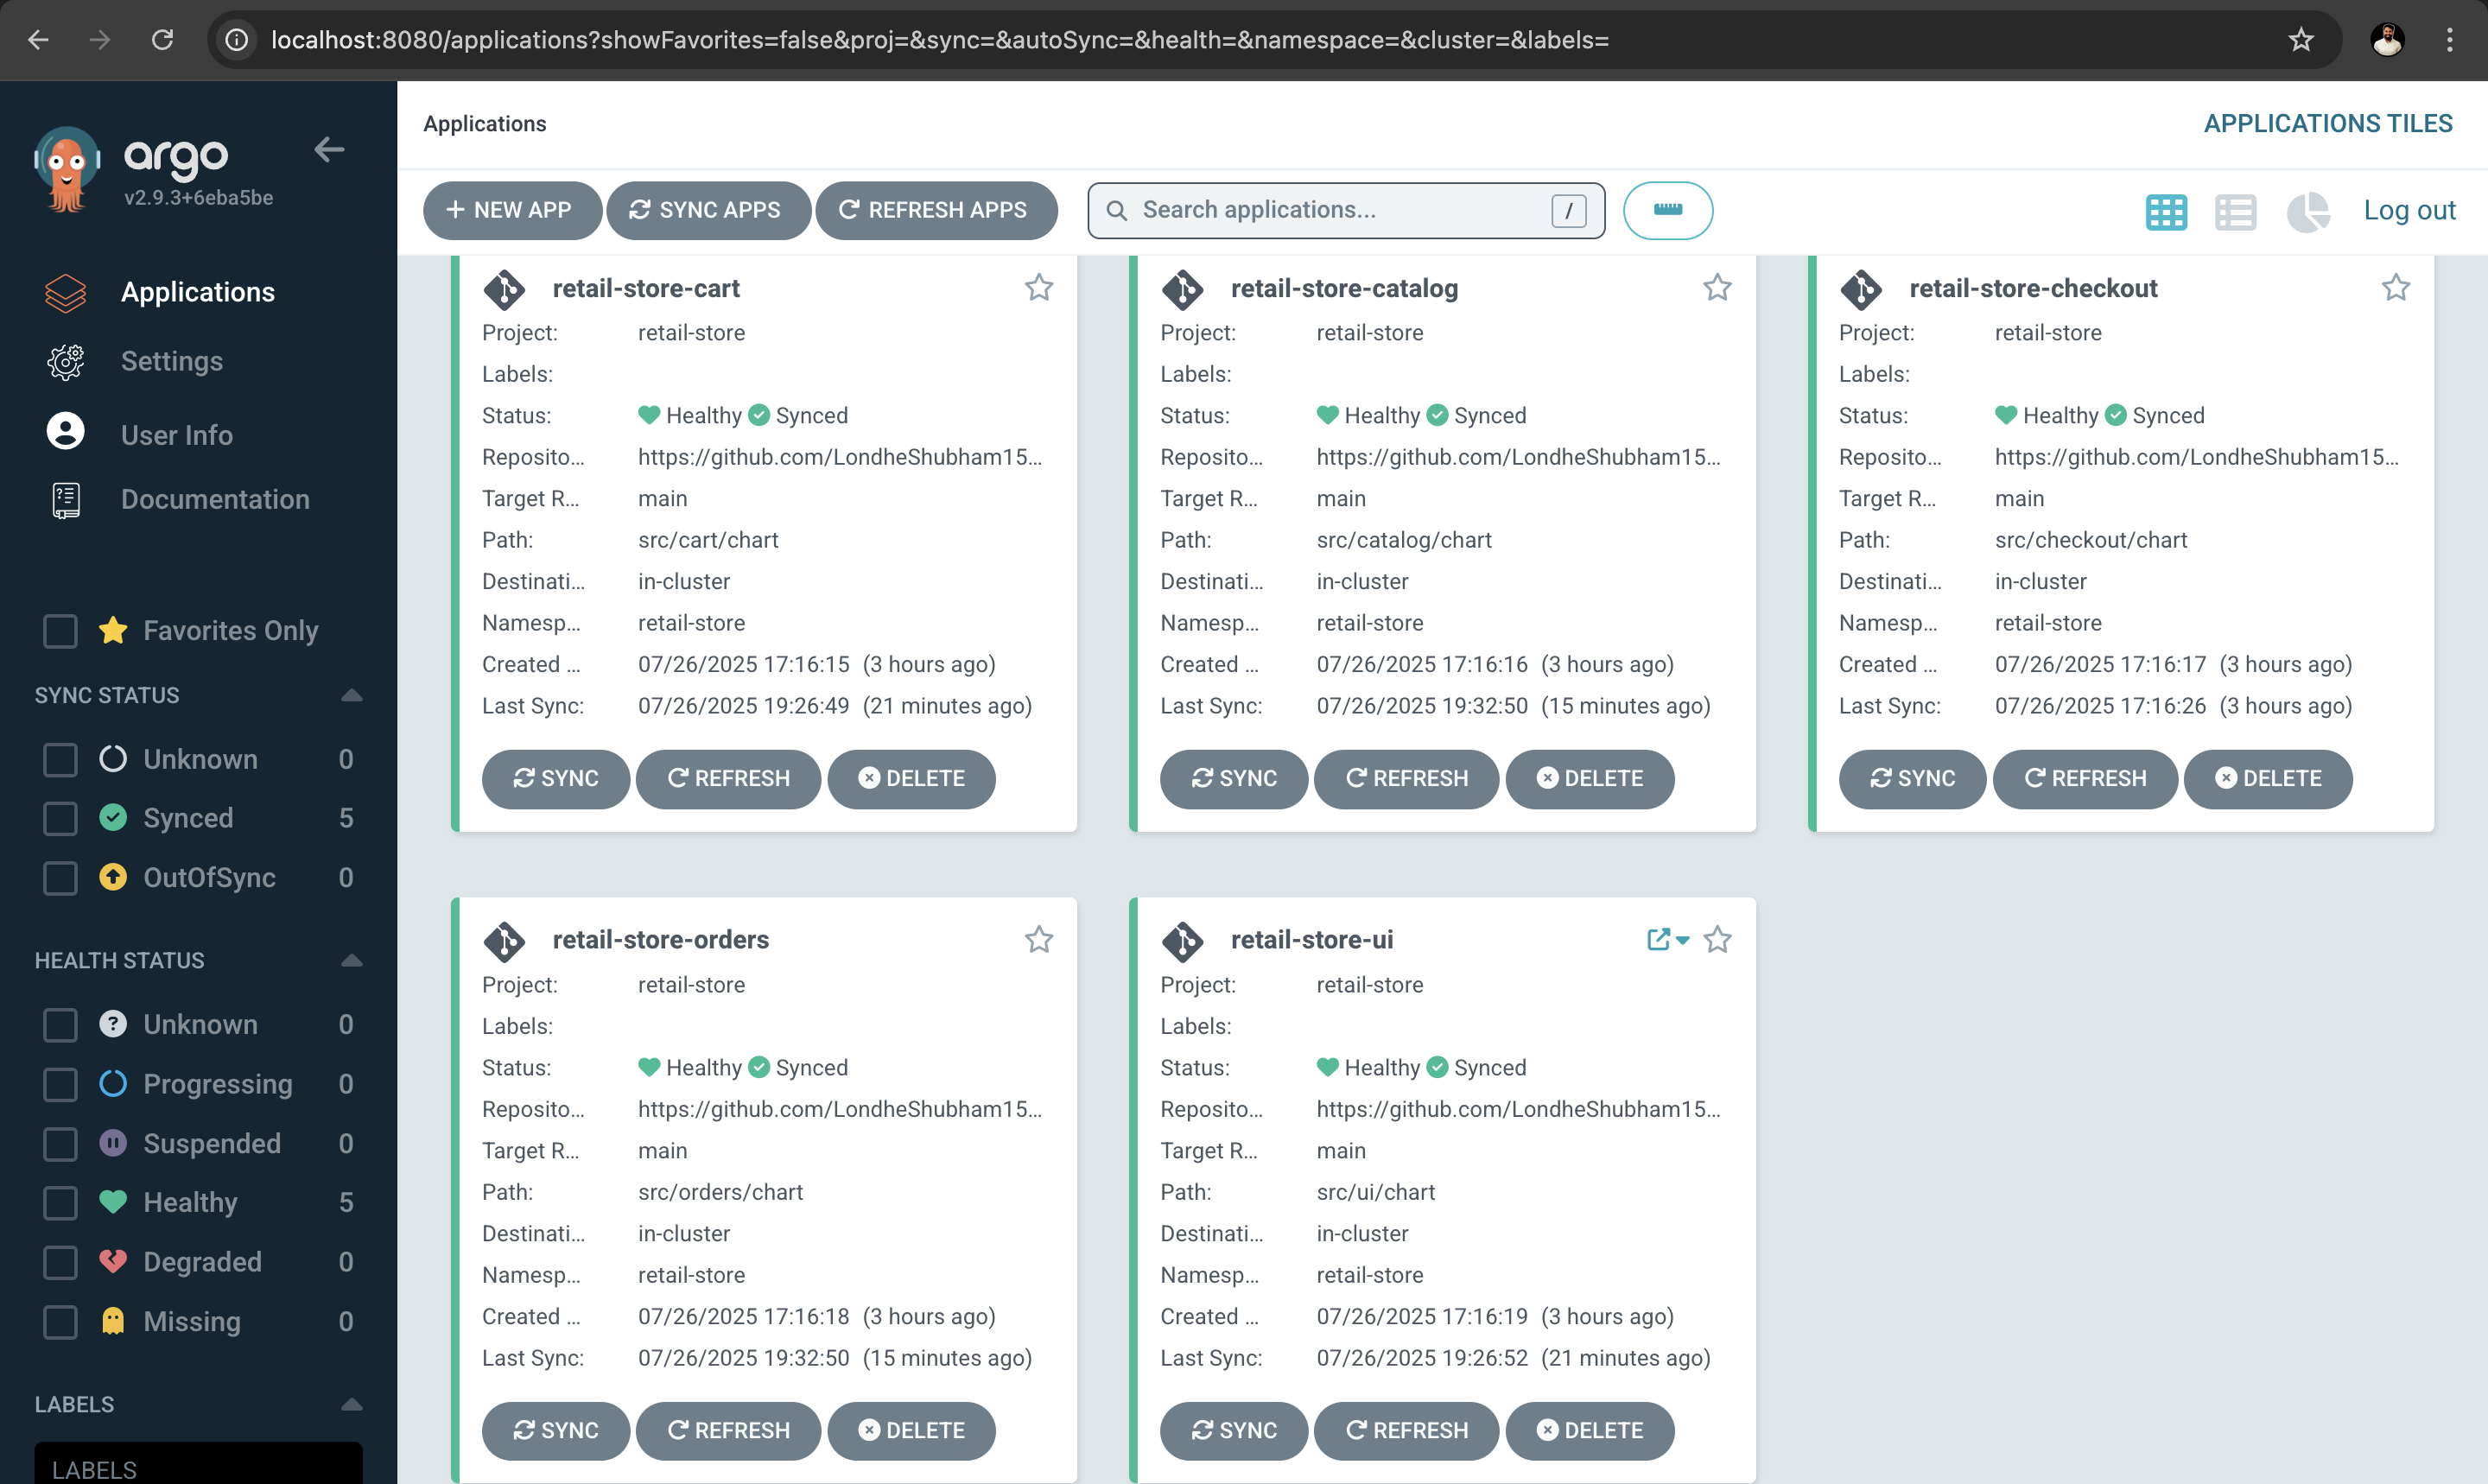 localhost:8080/applications?showFavorites=false&proj=&sync=&autoSync=&health=&namespace=&cluster=&labels=
argo
v2.9.3+6eba5be
Applications
Settings
User Info
Documentation
Favorites Only
SYNC STATUS
Unknown 0
Synced 5
OutOfSync 0
HEALTH STATUS
Unknown 0
Progressing 0
Suspended 0
Healthy 5
Degraded 0
Missing 0
LABELS
LABELS
Applications
APPLICATIONS TILES
NEW APP
SYNC APPS
REFRESH APPS
Search applications... /
Log out
retail-store-cart
Project: retail-store
Labels:
Status: Healthy Synced
Reposito... https://github.com/LondheShubham15...
Target R... main
Path: src/cart/chart
Destinati... in-cluster
Namesp... retail-store
Created ... 07/26/2025 17:16:15 (3 hours ago)
Last Sync: 07/26/2025 19:26:49 (21 minutes ago)
SYNC REFRESH DELETE
retail-store-catalog
Project: retail-store
Labels:
Status: Healthy Synced
Reposito... https://github.com/LondheShubham15...
Target R... main
Path: src/catalog/chart
Destinati... in-cluster
Namesp... retail-store
Created ... 07/26/2025 17:16:16 (3 hours ago)
Last Sync: 07/26/2025 19:32:50 (15 minutes ago)
SYNC REFRESH DELETE
retail-store-checkout
Project: retail-store
Labels:
Status: Healthy Synced
Reposito... https://github.com/LondheShubham15...
Target R... main
Path: src/checkout/chart
Destinati... in-cluster
Namesp... retail-store
Created ... 07/26/2025 17:16:17 (3 hours ago)
Last Sync: 07/26/2025 17:16:26 (3 hours ago)
SYNC REFRESH DELETE
retail-store-orders
Project: retail-store
Labels:
Status: Healthy Synced
Reposito... https://github.com/LondheShubham15...
Target R... main
Path: src/orders/chart
Destinati... in-cluster
Namesp... retail-store
Created ... 07/26/2025 17:16:18 (3 hours ago)
Last Sync: 07/26/2025 19:32:50 (15 minutes ago)
SYNC REFRESH DELETE
retail-store-ui
Project: retail-store
Labels:
Status: Healthy Synced
Reposito... https://github.com/LondheShubham15...
Target R... main
Path: src/ui/chart
Destinati... in-cluster
Namesp... retail-store
Created ... 07/26/2025 17:16:19 (3 hours ago)
Last Sync: 07/26/2025 19:26:52 (21 minutes ago)
SYNC REFRESH DELETE